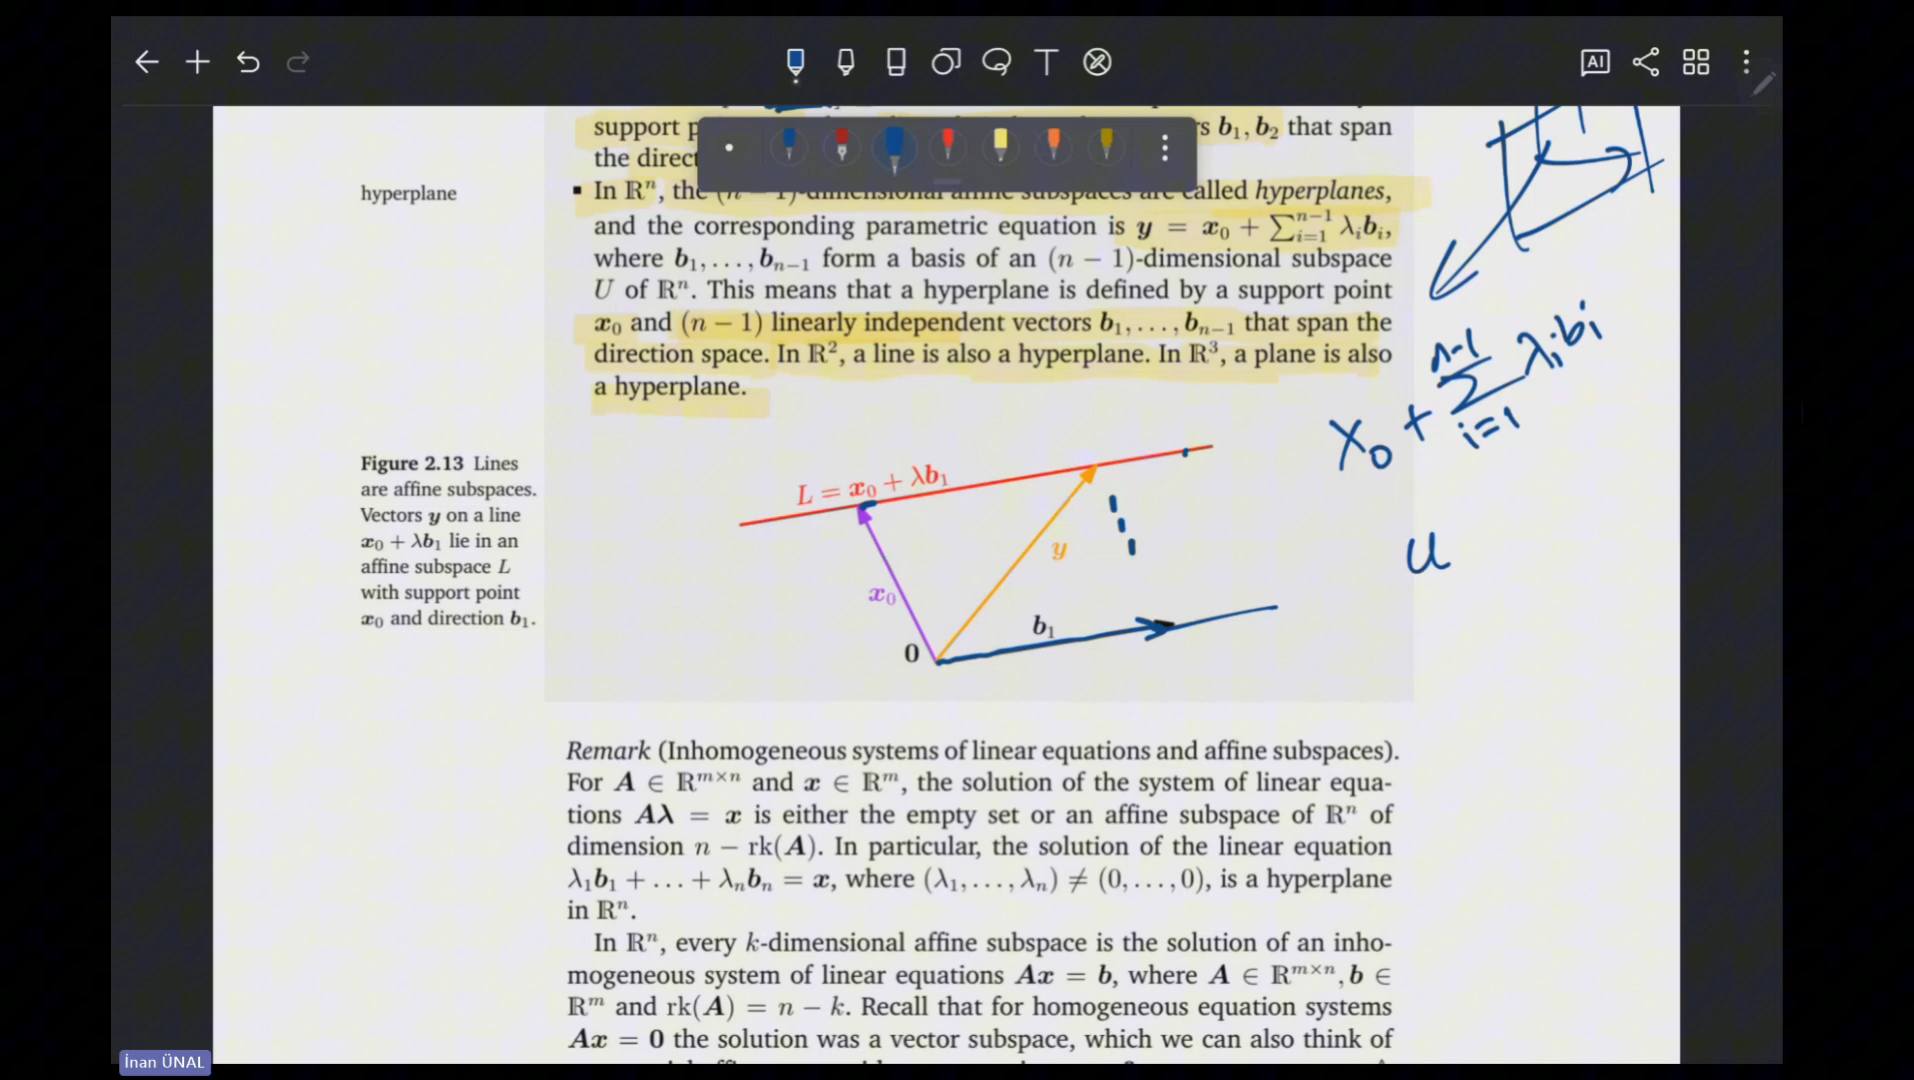 AI
support p
s b₁, b₂ that span
the direct
hyperplane
▪ In ℝⁿ, the (n − 1)-dimensional affine subspaces are called hyperplanes,
and the corresponding parametric equation is y = x₀ + ∑ᵢ₌₁ⁿ⁻¹ λᵢbᵢ,
where b₁, . . . , bₙ₋₁ form a basis of an (n − 1)-dimensional subspace
U of ℝⁿ. This means that a hyperplane is defined by a support point
x₀ and (n − 1) linearly independent vectors b₁, . . . , bₙ₋₁ that span the
direction space. In ℝ², a line is also a hyperplane. In ℝ³, a plane is also
a hyperplane.
x₀ + ∑ᵢ₌₁ⁿ⁻¹ λᵢbᵢ
u
Figure 2.13 Lines
are affine subspaces.
Vectors y on a line
x₀ + λb₁ lie in an
affine subspace L
with support point
x₀ and direction b₁.
L = x₀ + λb₁
y
x₀
b₁
0
Remark (Inhomogeneous systems of linear equations and affine subspaces).
For A ∈ ℝᵐˣⁿ and x ∈ ℝᵐ, the solution of the system of linear equa-
tions Aλ = x is either the empty set or an affine subspace of ℝⁿ of
dimension n − rk(A). In particular, the solution of the linear equation
λ₁b₁ + . . . + λₙbₙ = x, where (λ₁, . . . , λₙ) ≠ (0, . . . , 0), is a hyperplane
in ℝⁿ.
In ℝⁿ, every k-dimensional affine subspace is the solution of an inho-
mogeneous system of linear equations Ax = b, where A ∈ ℝᵐˣⁿ, b ∈
ℝᵐ and rk(A) = n − k. Recall that for homogeneous equation systems
Ax = 0 the solution was a vector subspace, which we can also think of
İnan ÜNAL